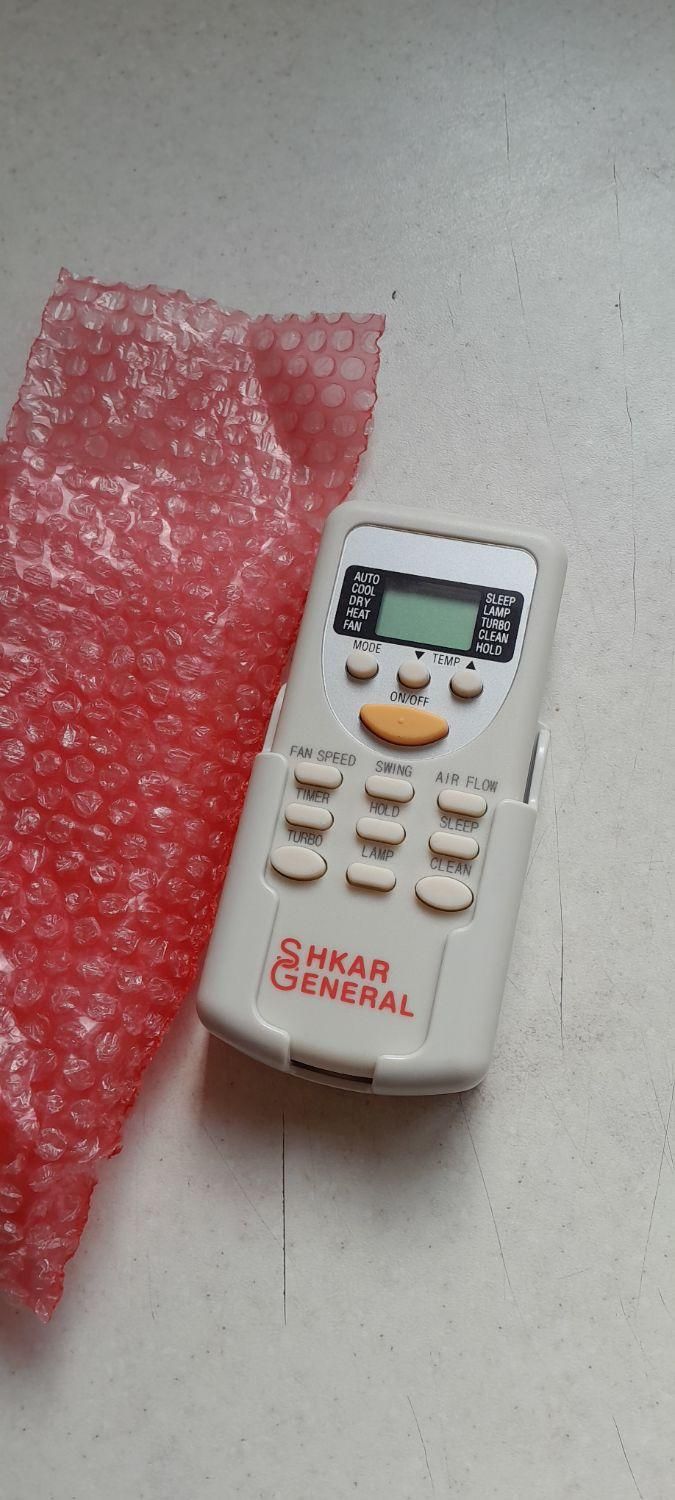 AUTO
COOL
DRY
HEAT
FAN
SLEEP
LAMP
TURBO
CLEAN
HOLD
MODE
▼ TEMP ▲
ON/OFF
FAN SPEED SWING AIR FLOW
TIMER HOLD SLEEP
TURBO LAMP CLEAN
SHKAR
GENERAL